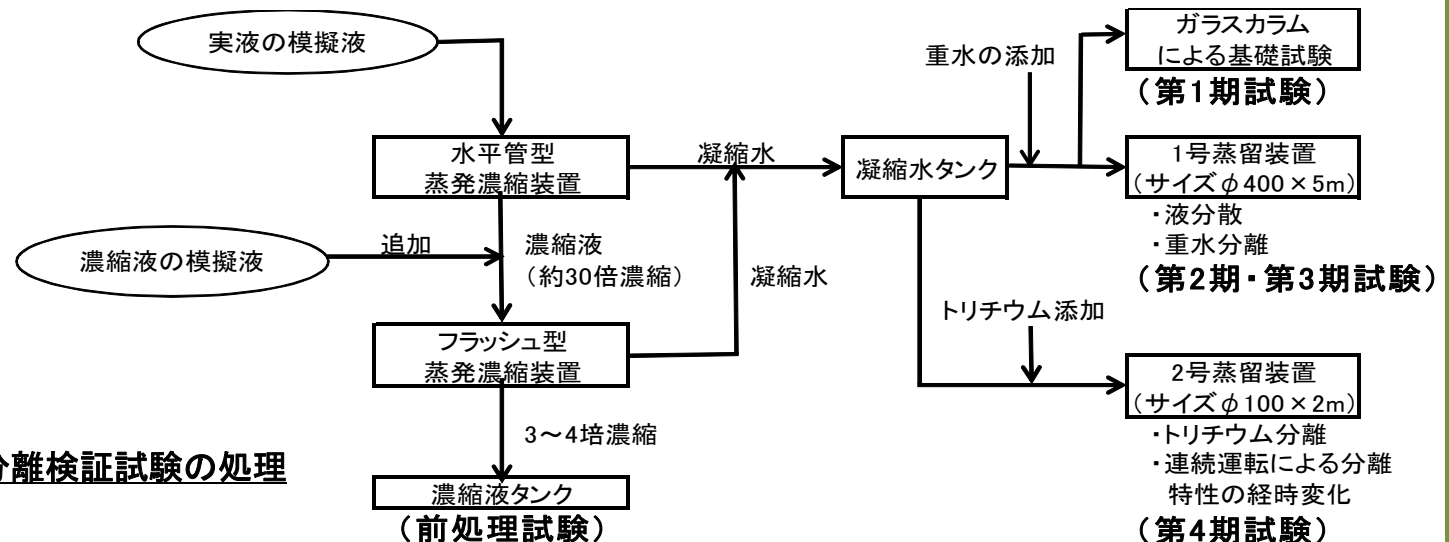 実液の模擬液
ガラスカラム
による基礎試験
(第1期試験)
重水の添加
水平管型
蒸発濃縮装置
凝縮水
凝縮水タンク
1号蒸留装置
(サイズφ400×5m)
・液分散
・重水分離
(第2期・第3期試験)
濃縮液の模擬液
追加
濃縮液
(約30倍濃縮)
凝縮水
トリチウム添加
フラッシュ型
蒸発濃縮装置
2号蒸留装置
(サイズφ100×2m)
・トリチウム分離
・連続運転による分離
特性の経時変化
(第4期試験)
3~4培濃縮
分離検証試験の処理
濃縮液タンク
(前処理試験)